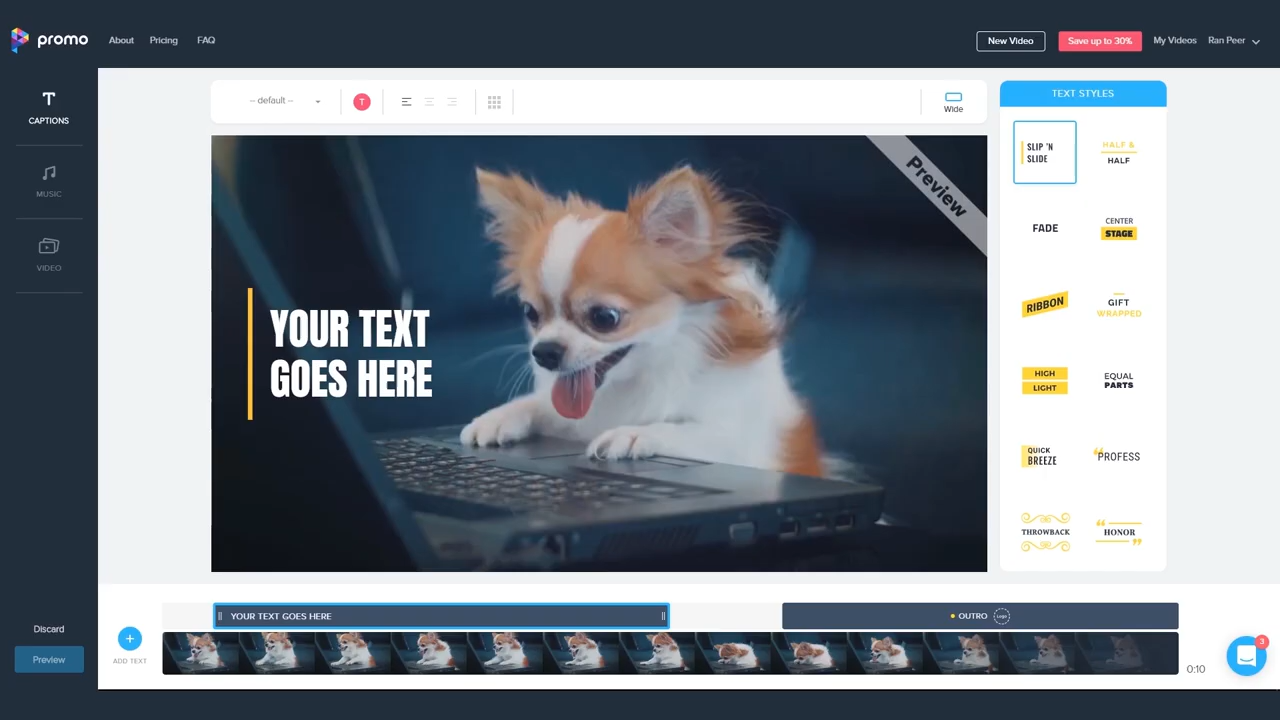 promo
About
Pricing
FAQ
New Video
Save up to 30%
My Videos
Ran Peer
T
CAPTIONS
MUSIC
VIDEO
Discard
Preview
-- default --
T
Wide
Preview
YOUR TEXT
GOES HERE
TEXT STYLES
SLIP 'N
SLIDE
HALF &
HALF
FADE
CENTER
STAGE
RIBBON
GIFT
WRAPPED
HIGH
LIGHT
EQUAL
PARTS
QUICK
BREEZE
“PROFESS
THROWBACK
“ HONOR ”
ADD TEXT
YOUR TEXT GOES HERE
OUTRO
Logo
0:10
3